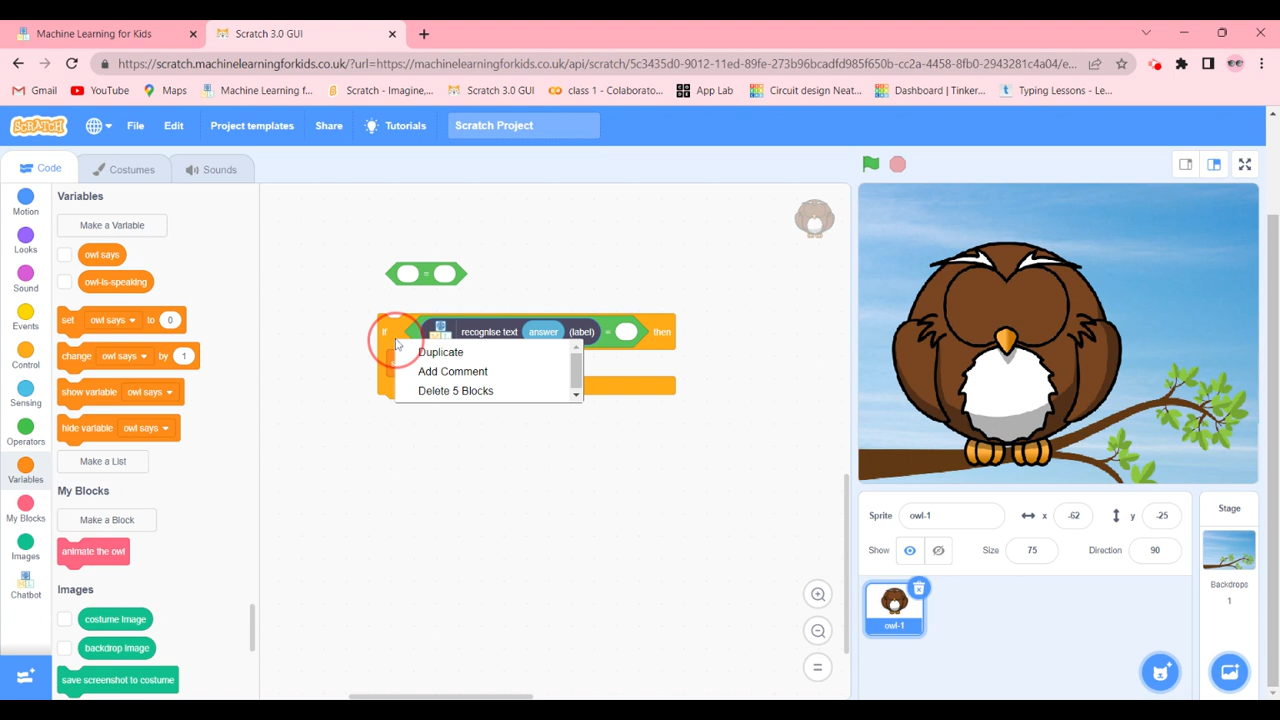 Machine Learning for Kids
Scratch 3.0 GUI
https://scratch.machinelearningforkids.co.uk/?url=https://machinelearningforkids.co.uk/api/scratch/5c3435d0-9012-11ed-89fe-273b96bcadfd985f650b-cc2a-4458-8fb0-2943281c4a04/e...
Gmail YouTube Maps Machine Learning f... Scratch - Imagine,... Scratch 3.0 GUI class 1 - Colaborato... App Lab Circuit design Neat... Dashboard | Tinker... Typing Lessons - Le...
SCRATCH File Edit Project templates Share Tutorials Scratch Project
Code Costumes Sounds
Motion
Looks
Sound
Events
Control
Sensing
Operators
Variables
My Blocks
Images
Chatbot
Variables
Make a Variable
owl says
owl-is-speaking
set owl says to 0
change owl says by 1
show variable owl says
hide variable owl says
Make a List
My Blocks
Make a Block
animate the owl
Images
costume image
backdrop image
save screenshot to costume
=
if recognise text answer (label) = then
Duplicate
Add Comment
Delete 5 Blocks
Sprite owl-1 x -62 y -25
Show Size 75 Direction 90
owl-1
Stage
Backdrops
1